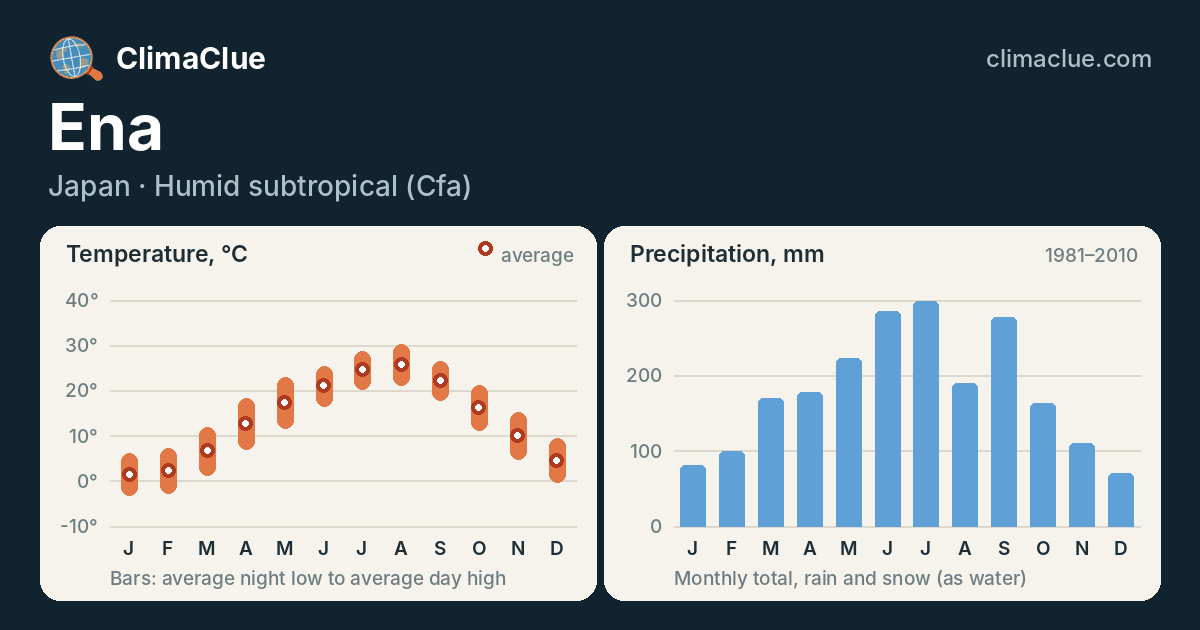 ClimaClue
climaclue.com
Ena
Japan · Humid subtropical (Cfa)
Temperature, °C
average
40°
30°
20°
10°
0°
-10°
J F M A M J J A S O N D
Bars: average night low to average day high
Precipitation, mm
1981–2010
300
200
100
0
J F M A M J J A S O N D
Monthly total, rain and snow (as water)